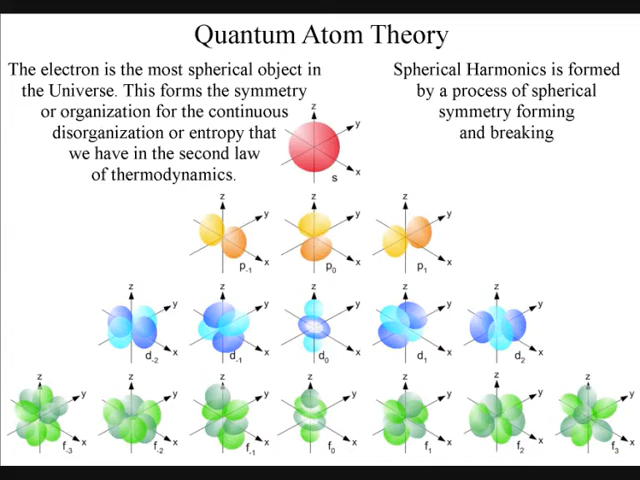 Quantum Atom Theory
The electron is the most spherical object in
the Universe. This forms the symmetry
or organization for the continuous
disorganization or entropy that
we have in the second law
of thermodynamics.
Spherical Harmonics is formed
by a process of spherical
symmetry forming
and breaking
z
y
x
s
z z z
y y y
x x x
p-1 p0 p1
z z z z z
y y y y y
x x x x x
d-2 d-1 d0 d1 d2
z z z z z z z
y y y y y y y
x x x x x x x
f-3 f-2 f-1 f0 f1 f2 f3